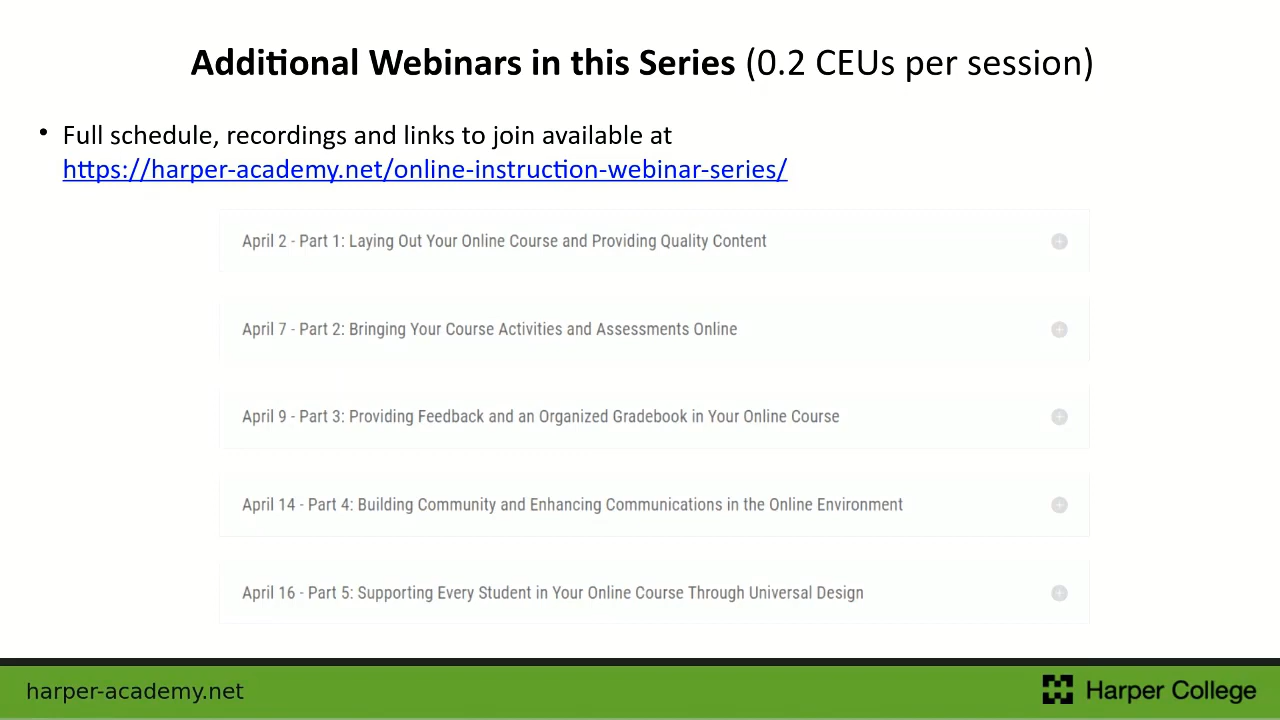 Additional Webinars in this Series (0.2 CEUs per session)
• Full schedule, recordings and links to join available at
https://harper-academy.net/online-instruction-webinar-series/
April 2 - Part 1: Laying Out Your Online Course and Providing Quality Content
April 7 - Part 2: Bringing Your Course Activities and Assessments Online
April 9 - Part 3: Providing Feedback and an Organized Gradebook in Your Online Course
April 14 - Part 4: Building Community and Enhancing Communications in the Online Environment
April 16 - Part 5: Supporting Every Student in Your Online Course Through Universal Design
harper-academy.net
Harper College